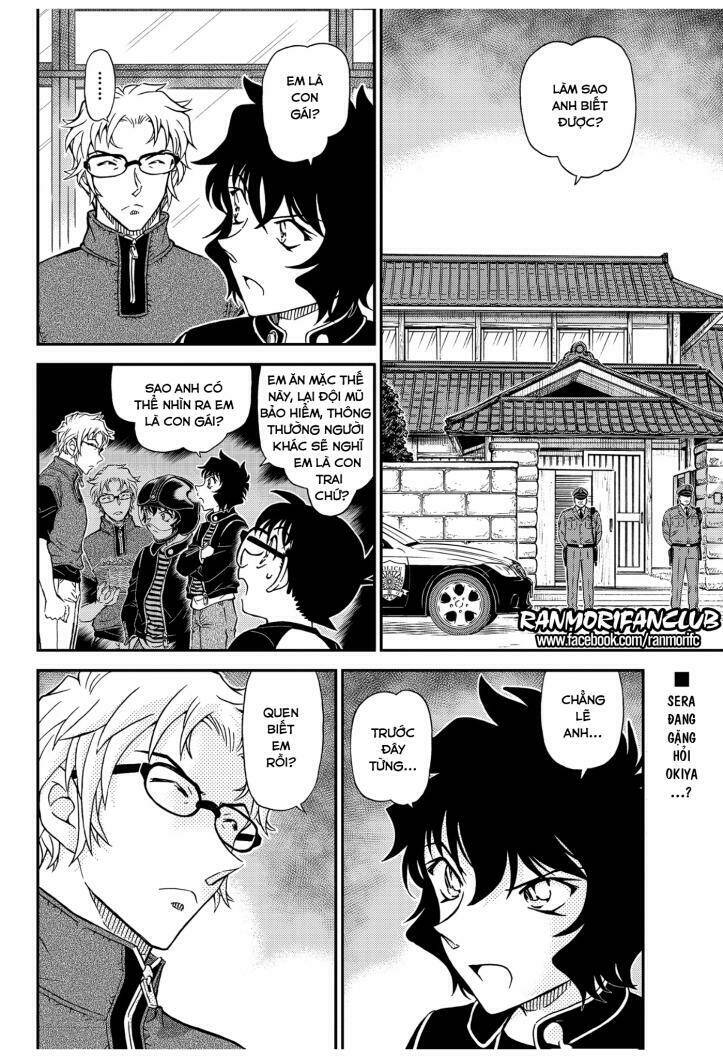 LÀM SAO
ANH BIẾT
ĐƯỢC?
EM LÀ
CON
GÁI?
......
EM ĂN MẶC THẾ
NÀY, LẠI ĐỘI MŨ
BẢO HIỂM, THÔNG
THƯỜNG NGƯỜI
KHÁC SẼ NGHĨ
EM LÀ CON
TRAI
CHỨ?
SAO ANH CÓ
THỂ NHÌN RA EM
LÀ CON GÁI?
POLICE
RANMORIFANCLUB
www.facebook.com/ranmorifc
SERA
ĐANG
GẶNG
HỎI
OKIYA
...?
CHẲNG
LẼ
ANH...
TRƯỚC
ĐÂY
TỪNG...
QUEN
BIẾT
EM
RỒI?